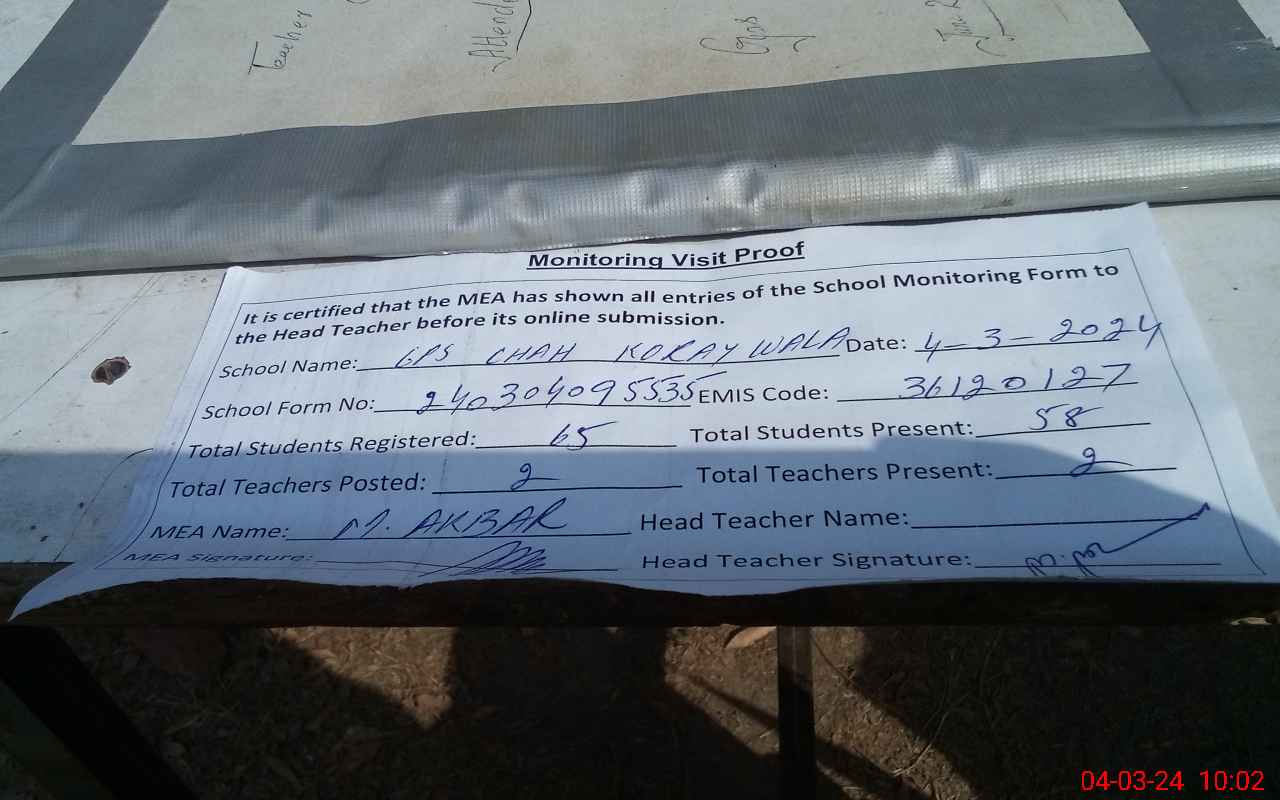 Teacher Attend
Monitoring Visit Proof
It is certified that the MEA has shown all entries of the School Monitoring Form to
the Head Teacher before its online submission.
School Name: GPS CHAH KORAY WALA Date: 4-3-2024
School Form No: 240304095535 EMIS Code: 36120127
Total Students Registered: 65 Total Students Present: 58
Total Teachers Posted: 2 Total Teachers Present: 2
MEA Name: M. AKBAR Head Teacher Name:
MEA Signature: Head Teacher Signature:
04-03-24 10:02